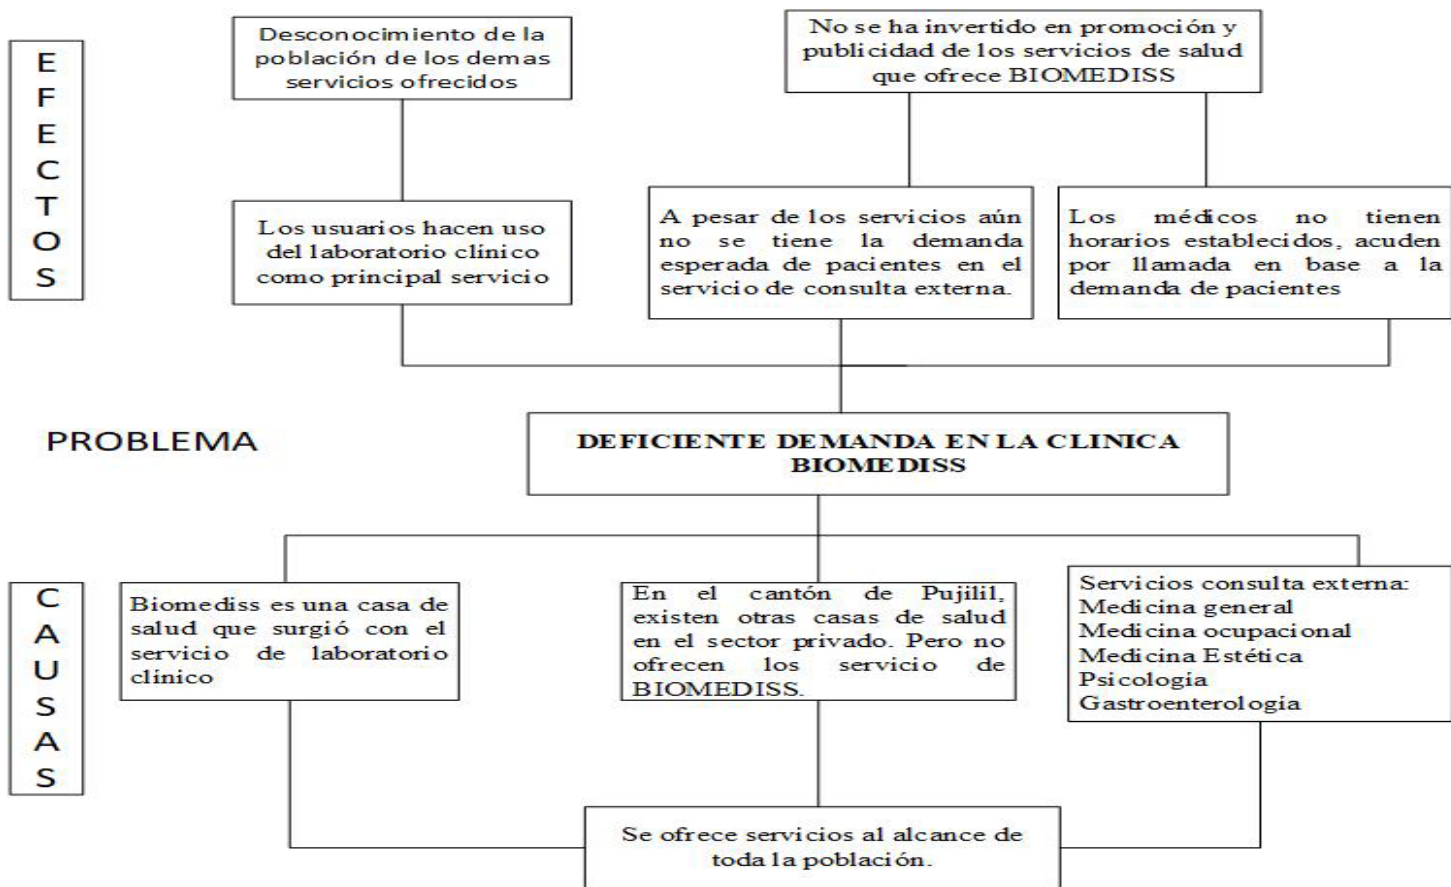 EFECTOS
Desconocimiento de la
población de los demas
servicios ofrecidos
No se ha invertido en promoción y
publicidad de los servicios de salud
que ofrece BIOMEDISS
Los usuarios hacen uso
del laboratorio clínico
como principal servicio
A pesar de los servicios aún
no se tiene la demanda
esperada de pacientes en el
servicio de consulta externa.
Los médicos no tienen
horarios establecidos, acuden
por llamada en base a la
demanda de pacientes
PROBLEMA
DEFICIENTE DEMANDA EN LA CLINICA
BIOMEDISS
CAUSAS
Biomediss es una casa de
salud que surgió con el
servicio de laboratorio
clínico
En el cantón de Pujilil,
existen otras casas de salud
en el sector privado. Pero no
ofrecen los servicio de
BIOMEDISS.
Servicios consulta externa:
Medicina general
Medicina ocupacional
Medicina Estética
Psicología
Gastroenterología
Se ofrece servicios al alcance de
toda la población.